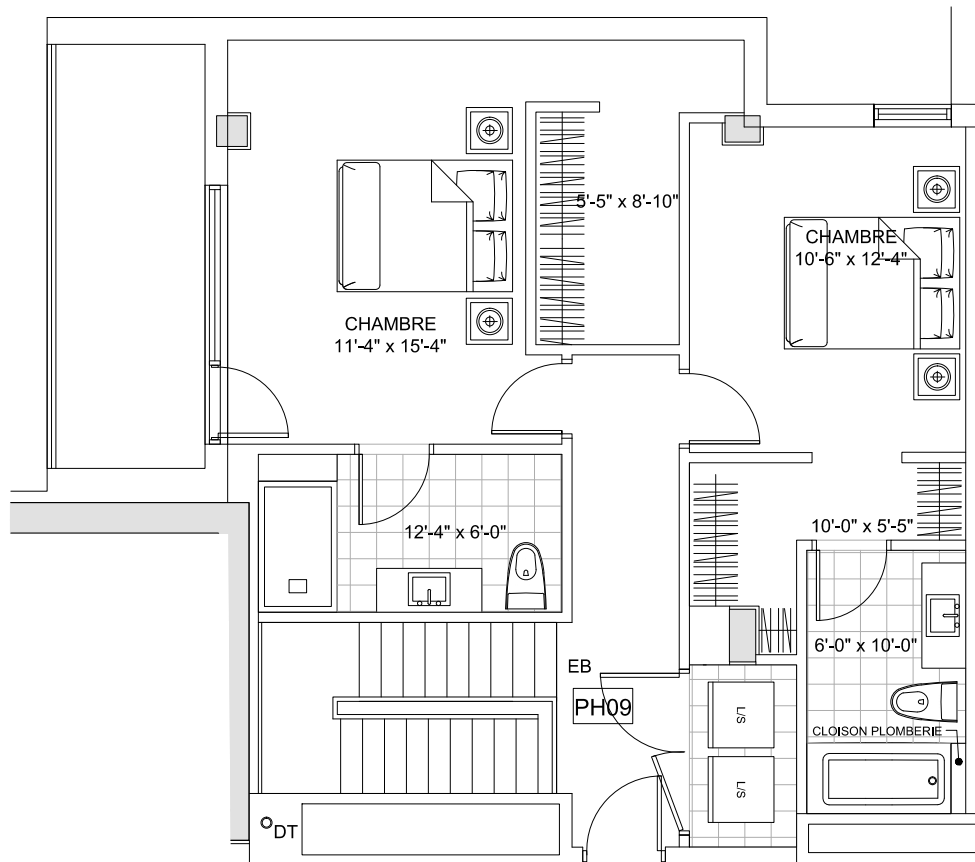 5'-5" x 8'-10"
CHAMBRE
10'-6" x 12'-4"
CHAMBRE
11'-4" x 15'-4"
12'-4" x 6'-0"
10'-0" x 5'-5"
6'-0" x 10'-0"
EB
PH09
L/S
CLOISON PLOMBERIE
L/S
DT